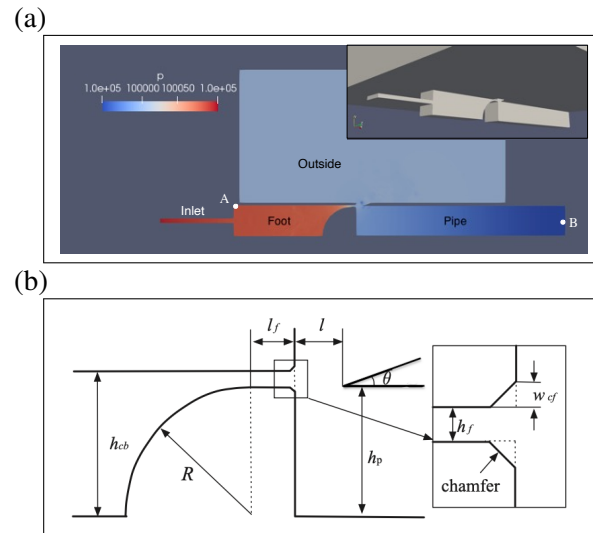 (a)
p
1.0e+05 100000 100050 1.0e+05
Outside
A
Inlet
Foot
Pipe
B
(b)
l_f
l
θ
h_cb
R
h_p
w_cf
h_f
chamfer